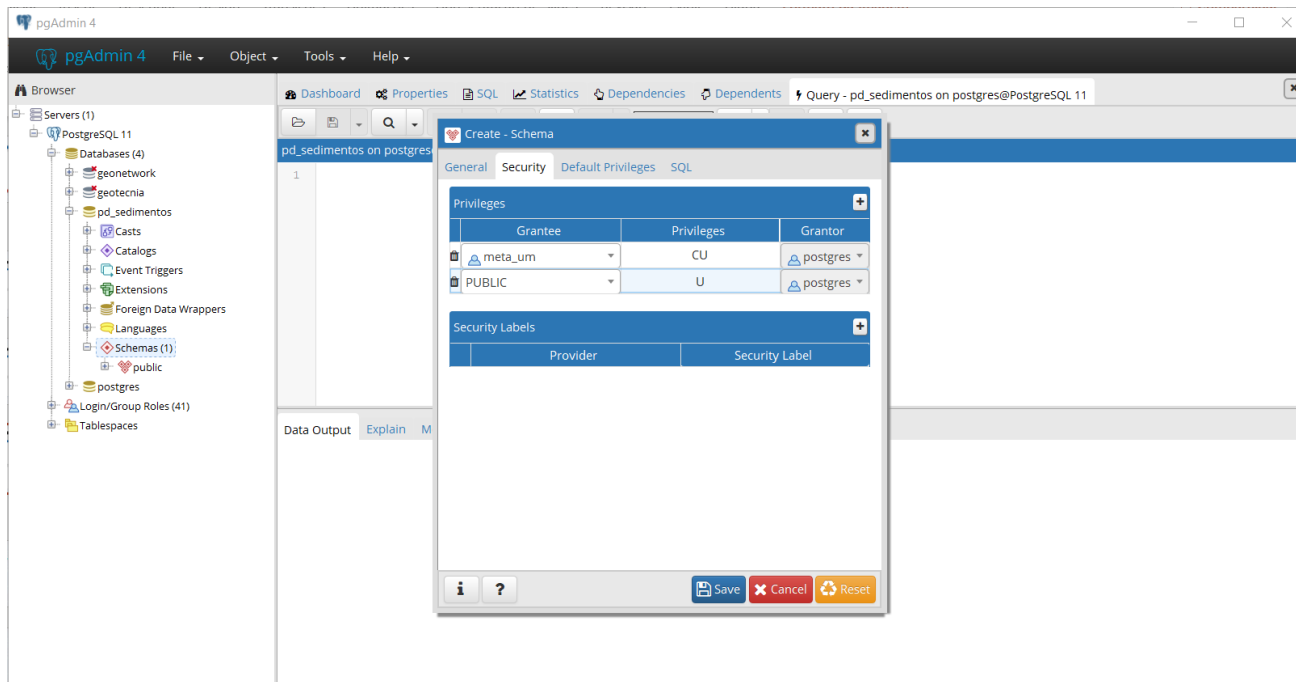 pgAdmin 4
pgAdmin 4 File Object Tools Help
Browser
Dashboard Properties SQL Statistics Dependencies Dependents Query - pd_sedimentos on postgres@PostgreSQL 11
Servers (1)
PostgreSQL 11
Databases (4)
geonetwork
geotecnia
pd_sedimentos
Casts
Catalogs
Event Triggers
Extensions
Foreign Data Wrappers
Languages
Schemas (1)
public
postgres
Login/Group Roles (41)
Tablespaces
pd_sedimentos on postgres
1
Create - Schema
General Security Default Privileges SQL
Privileges
Grantee Privileges Grantor
meta_um CU postgres
PUBLIC U postgres
Security Labels
Provider Security Label
i ? Save Cancel Reset
Data Output Explain M